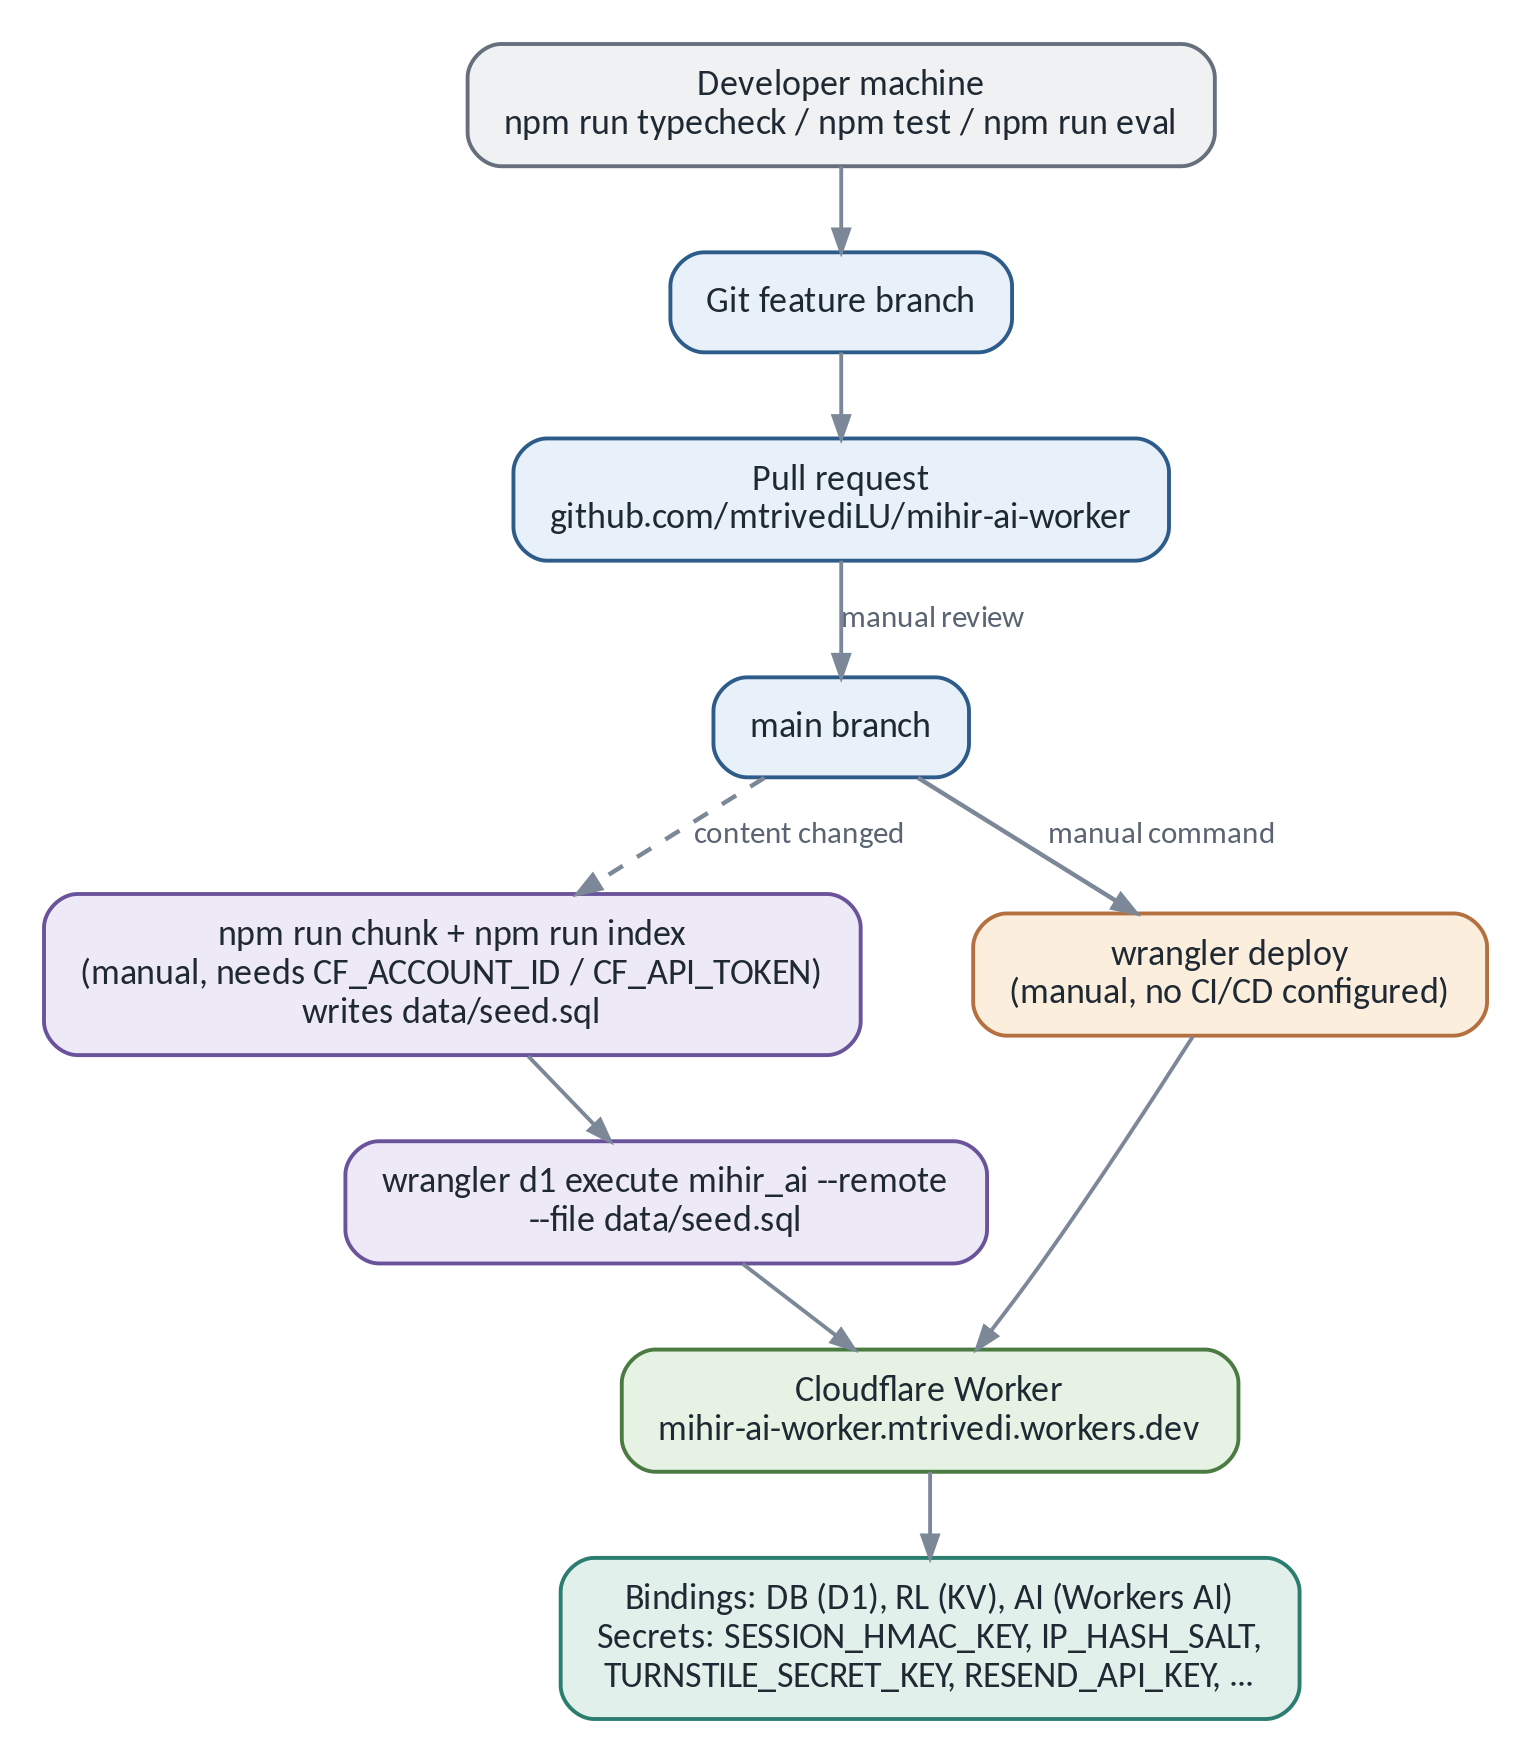 Developer machine
npm run typecheck / npm test / npm run eval
Git feature branch
Pull request
github.com/mtrivediLU/mihir-ai-worker
manual review
main branch
content changed
manual command
npm run chunk + npm run index
(manual, needs CF_ACCOUNT_ID / CF_API_TOKEN)
writes data/seed.sql
wrangler deploy
(manual, no CI/CD configured)
wrangler d1 execute mihir_ai --remote
--file data/seed.sql
Cloudflare Worker
mihir-ai-worker.mtrivedi.workers.dev
Bindings: DB (D1), RL (KV), AI (Workers AI)
Secrets: SESSION_HMAC_KEY, IP_HASH_SALT,
TURNSTILE_SECRET_KEY, RESEND_API_KEY, ...